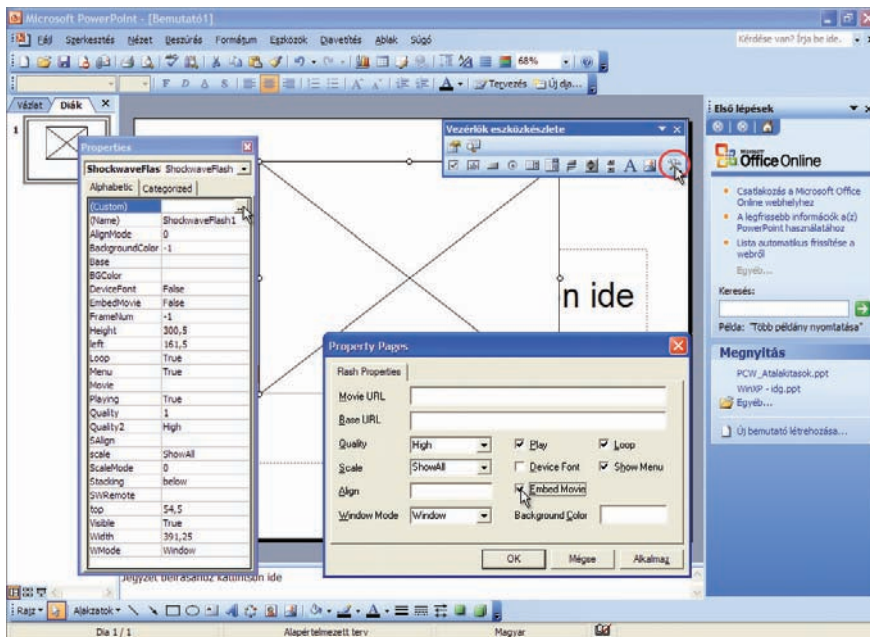 Microsoft PowerPoint - [Bemutató1]
Fájl Szerkesztés Nézet Beszúrás Formátum Eszközök Diavetítés Ablak Súgó
Kérdése van? Írja be ide.
68%
F D A S
Tervezés Új dia...
Vázlat Diák
1
Properties
ShockwaveFlas ShockwaveFlash
Alphabetic Categorized
(Custom)
(Name) ShockwaveFlash1
AlignMode 0
BackgroundColor -1
Base
BGColor
DeviceFont False
EmbedMovie False
FrameNum -1
Height 300,5
left 161,5
Loop True
Menu True
Movie
Playing True
Quality 1
Quality2 High
SAlign
scale ShowAll
ScaleMode 0
Stacking below
SWRemote
top 54,5
Visible True
Width 391,25
WMode Window
Vezérlők eszközkészlete
n ide
Property Pages
Flash Properties
Movie URL
Base URL
Quality High Play Loop
Scale ShowAll Device Font Show Menu
Align Embed Movie
Window Mode Window Background Color
OK Mégse Alkalmaz
Első lépések
Microsoft
Office Online
Csatlakozás a Microsoft Office
Online webhelyhez
A legfrissebb információk a(z)
PowerPoint használatához
Lista automatikus frissítése a
webről
Egyéb...
Keresés:
Példa: "Több példány nyomtatása"
Megnyitás
PCW_Atalakitasok.ppt
WinXP - idg.ppt
Egyéb...
Új bemutató létrehozása...
Jegyzet beírásához kattintson ide
Rajz Alakzatok
Dia 1 / 1 Alapértelmezett terv Magyar